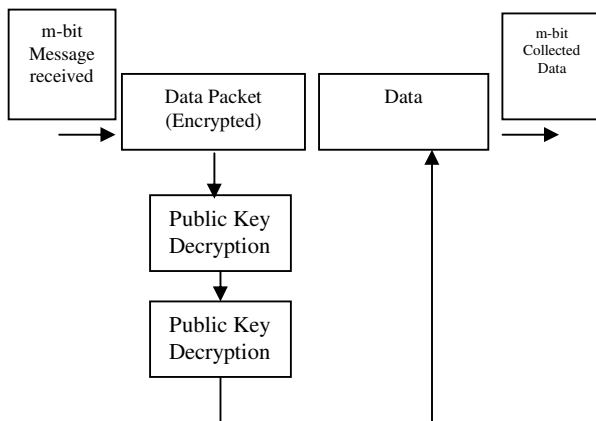 m-bit
Message
received
Data Packet
(Encrypted)
Data
m-bit
Collected
Data
Public Key
Decryption
Public Key
Decryption